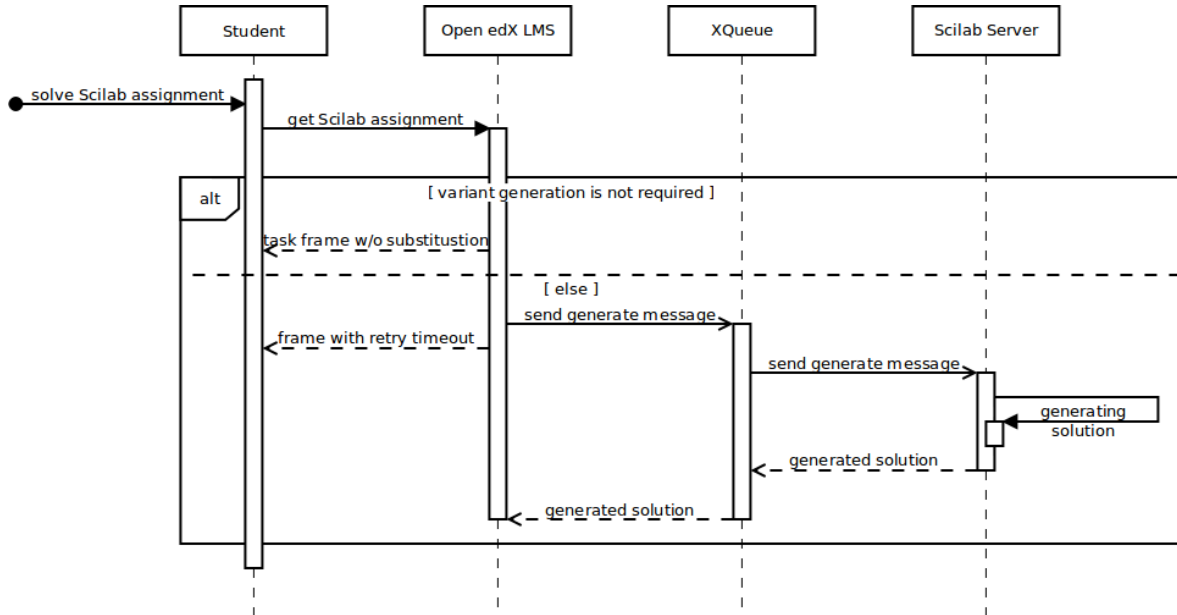 Student
Open edX LMS
XQueue
Scilab Server
solve Scilab assignment
get Scilab assignment
alt
[ variant generation is not required ]
task frame w/o substitustion
[ else ]
send generate message
frame with retry timeout
send generate message
generating
solution
generated solution
generated solution